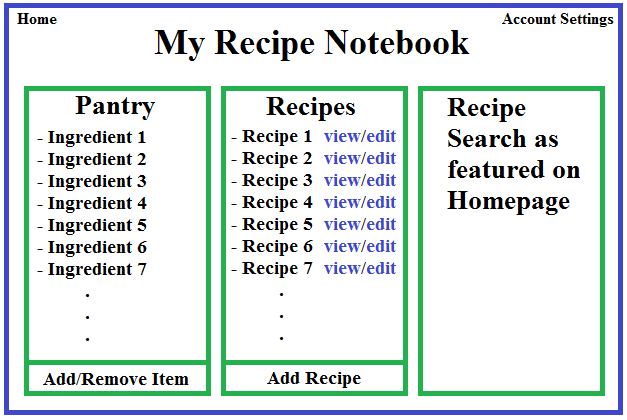 Home
Account Settings
My Recipe Notebook
Pantry
- Ingredient 1
- Ingredient 2
- Ingredient 3
- Ingredient 4
- Ingredient 5
- Ingredient 6
- Ingredient 7
.
.
.
Add/Remove Item
Recipes
- Recipe 1 view/edit
- Recipe 2 view/edit
- Recipe 3 view/edit
- Recipe 4 view/edit
- Recipe 5 view/edit
- Recipe 6 view/edit
- Recipe 7 view/edit
.
.
.
Add Recipe
Recipe
Search as
featured on
Homepage